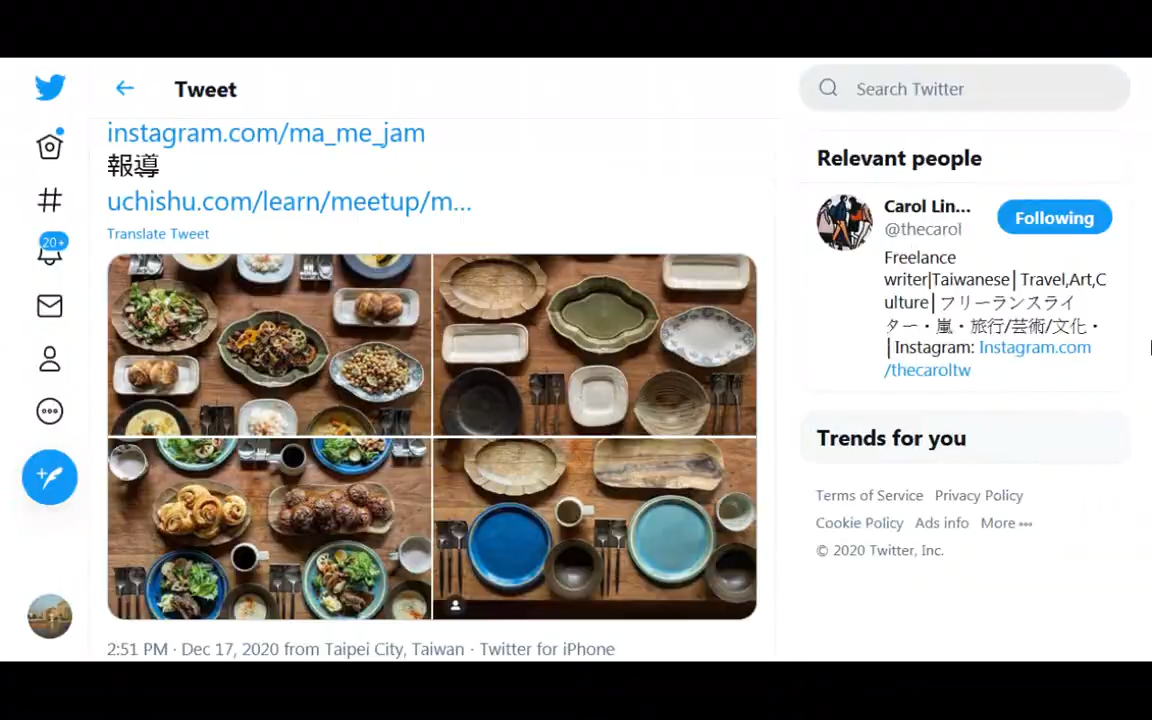 Tweet
instagram.com/ma_me_jam
報導
uchishu.com/learn/meetup/m...
Translate Tweet
2:51 PM · Dec 17, 2020 from Taipei City, Taiwan · Twitter for iPhone
20+
Search Twitter
Relevant people
Carol Lin...
@thecarol
Following
Freelance
writer|Taiwanese│Travel,Art,C
ulture│フリーランスライ
ター・嵐・旅行/芸術/文化・
│Instagram: Instagram.com
/thecaroltw
Trends for you
Terms of Service Privacy Policy
Cookie Policy Ads info More •••
© 2020 Twitter, Inc.